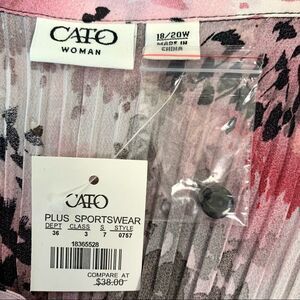 CATO
WOMAN
18/20W
MADE IN
CHINA
CATO
PLUS SPORTSWEAR
DEPT CLASS S STYLE
36 3 7 0757
18365528
COMPARE AT
$38.00